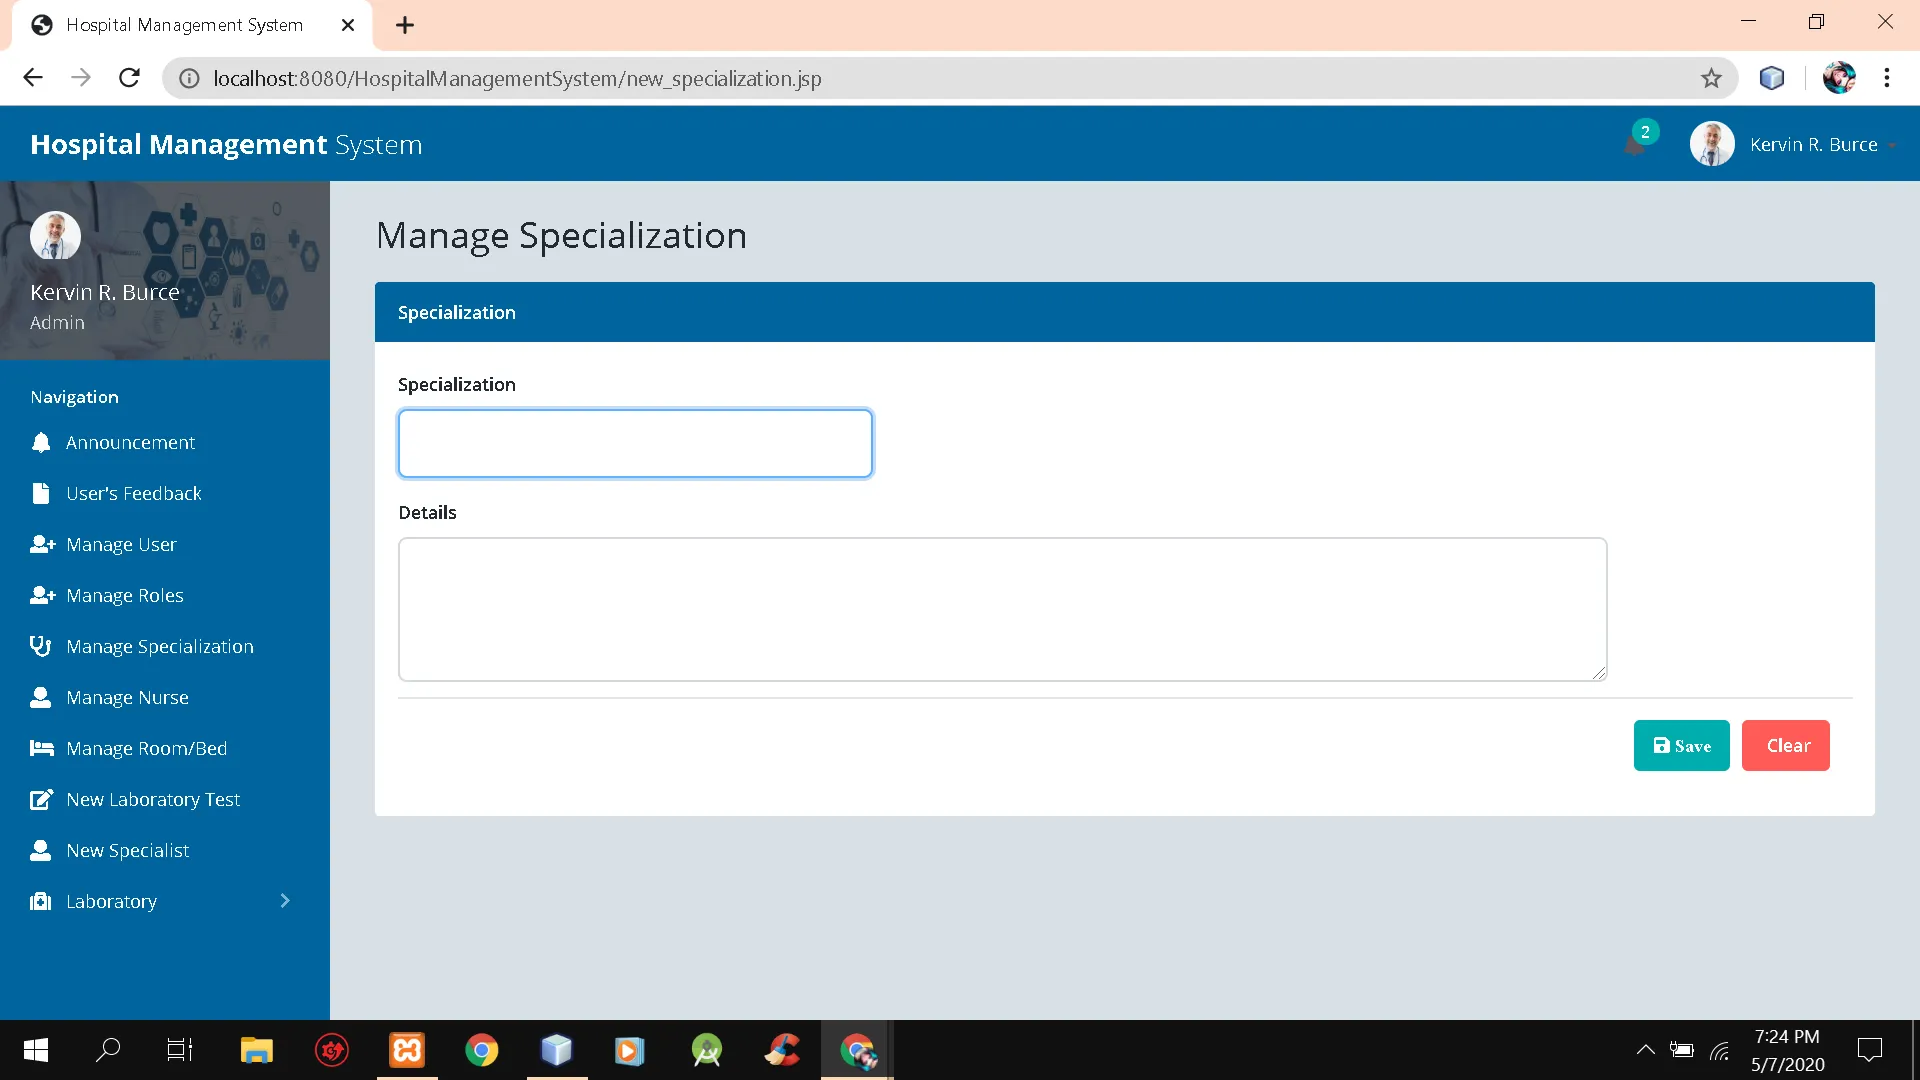 Hospital Management System
localhost:8080/HospitalManagementSystem/new_specialization.jsp
Hospital Management System
2
Kervin R. Burce
Kervin R. Burce
Admin
Navigation
Announcement
User's Feedback
Manage User
Manage Roles
Manage Specialization
Manage Nurse
Manage Room/Bed
New Laboratory Test
New Specialist
Laboratory
Manage Specialization
Specialization
Specialization
Details
Save
Clear
7:24 PM
5/7/2020